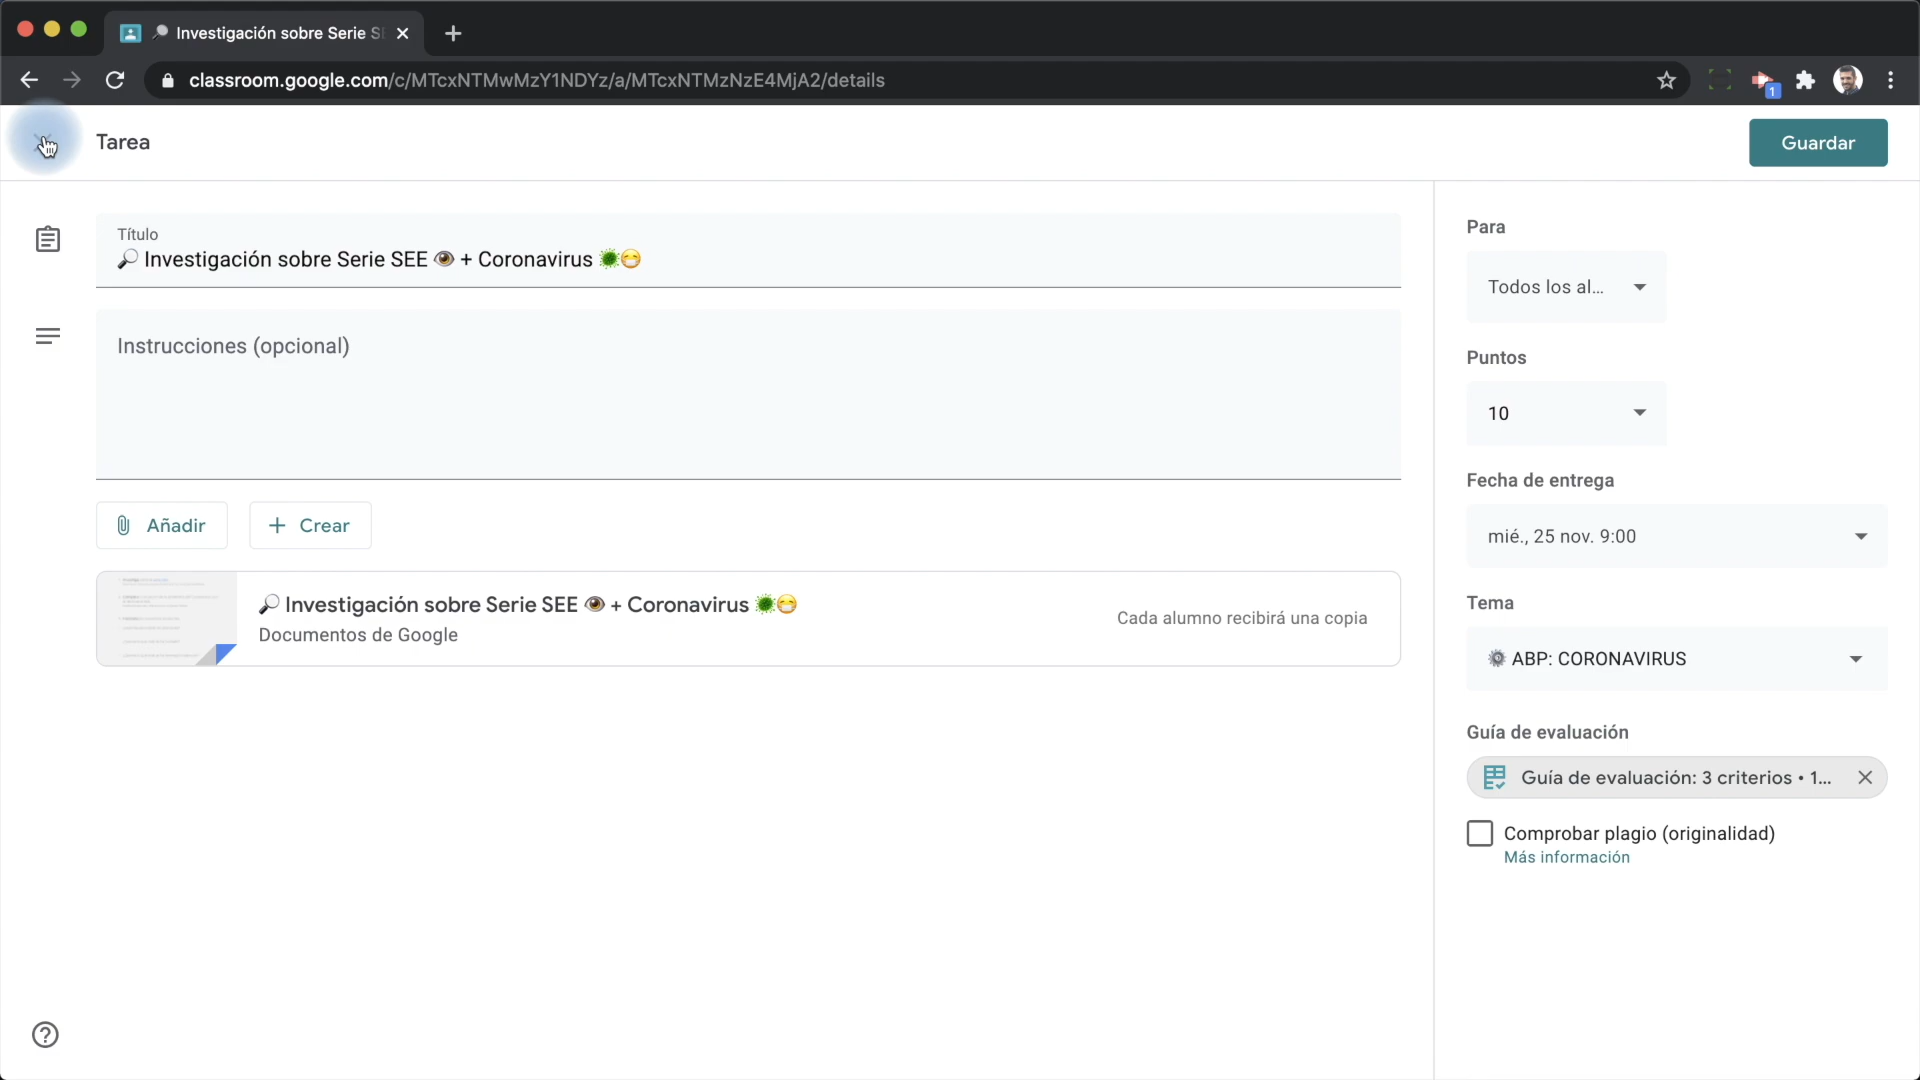 Investigación sobre Serie S
classroom.google.com/c/MTcxNTMwMzY1NDYz/a/MTcxNTMzNzE4MjA2/details
1
Tarea
Guardar
Título
🔎 Investigación sobre Serie SEE 👁️ + Coronavirus 🦠😷
Instrucciones (opcional)
Añadir
Crear
🔎 Investigación sobre Serie SEE 👁️ + Coronavirus 🦠😷
Documentos de Google
Cada alumno recibirá una copia
Para
Todos los al...
Puntos
10
Fecha de entrega
mié., 25 nov. 9:00
Tema
ABP: CORONAVIRUS
Guía de evaluación
Guía de evaluación: 3 criterios • 1...
Comprobar plagio (originalidad)
Más información